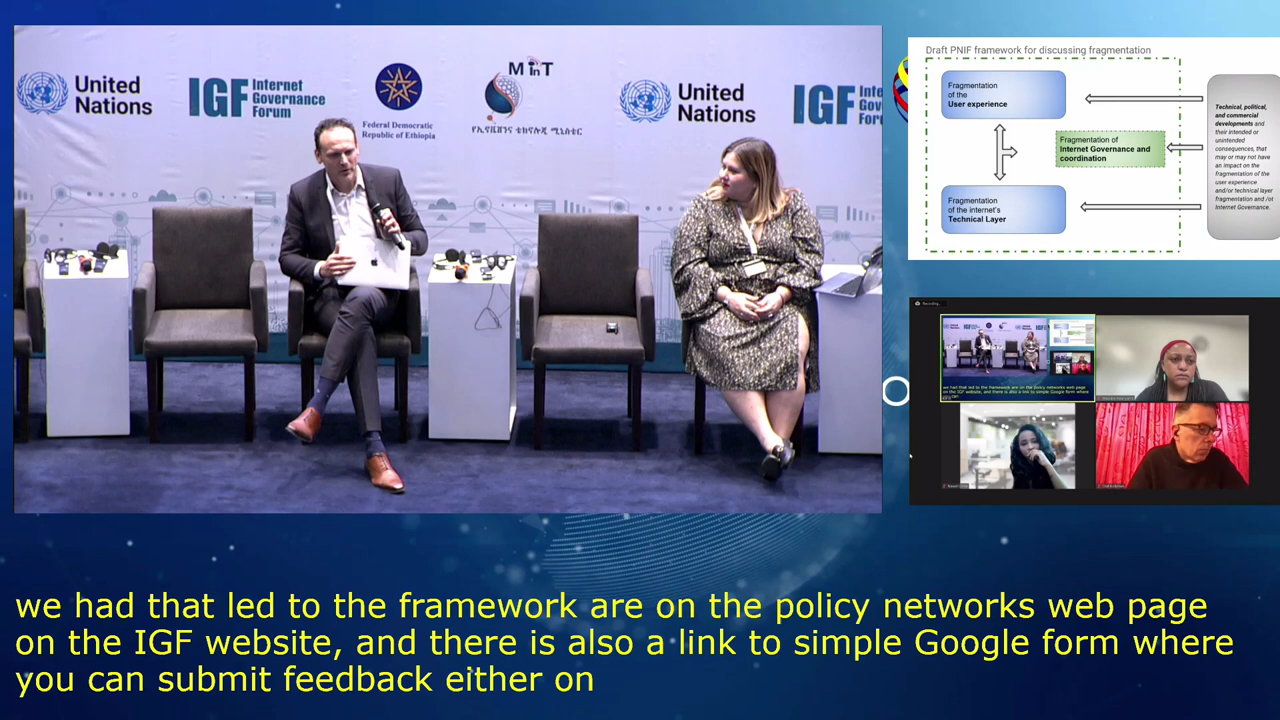 United
Nations
IGF Internet
Governance
Forum
Federal Democratic
Republic of Ethiopia
MinT
የኢኖቬሽንና ቴክኖሎጂ ሚኒስቴር
United
Nations
IGF
Draft PNIF framework for discussing fragmentation
Fragmentation
of the
User experience
Fragmentation of
Internet Governance and
coordination
Fragmentation
of the internet's
Technical Layer
Technical, political,
and commercial
developments and
their intended or
unintended
consequences, that
may or may not have
an impact on the
fragmentation of the
user experience
and/or technical layer
fragmentation and /ot
Internet Governance.
Recording...
we had that led to the framework are on the policy networks web page
on the IGF website, and there is also a link to simple Google form where
you can submit feedback either on